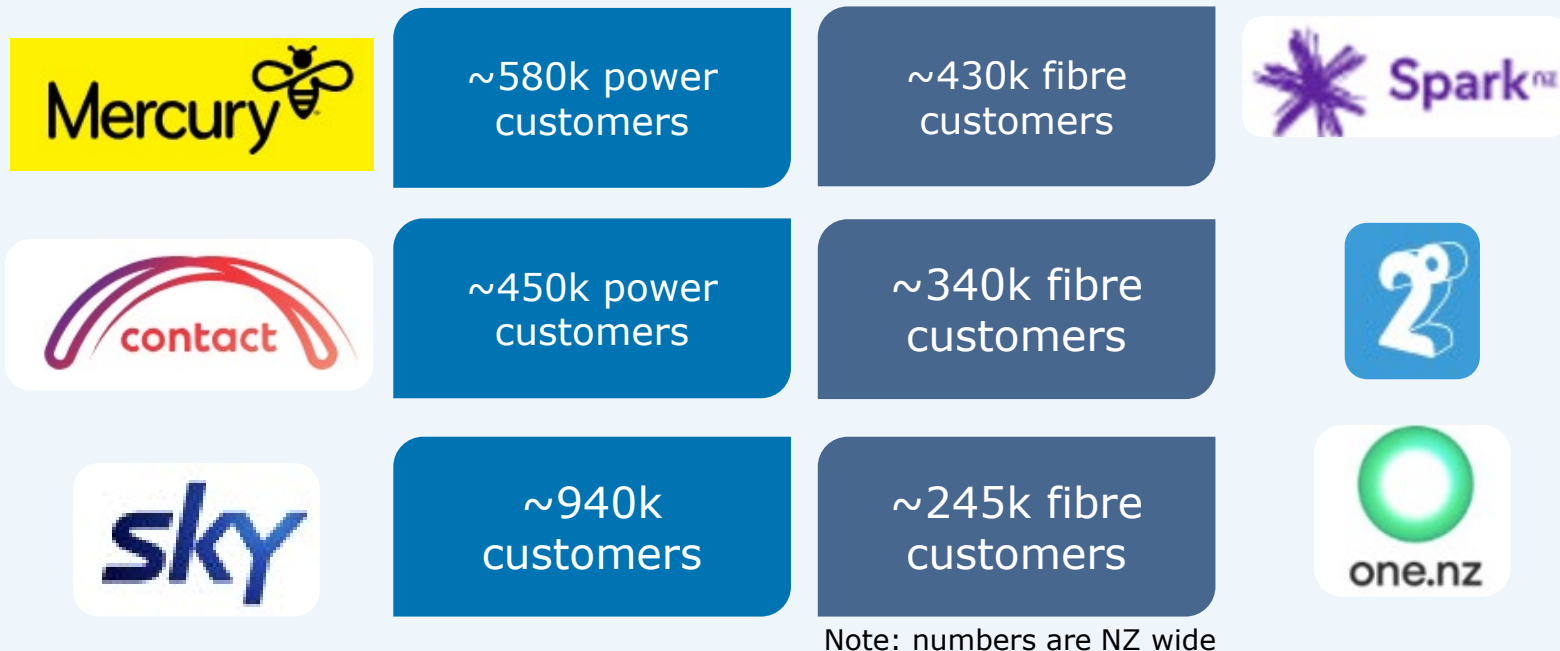 Mercury
~580k power
customers
~430k fibre
customers
Spark nz
contact
~450k power
customers
~340k fibre
customers
2°
sky
~940k
customers
~245k fibre
customers
one.nz
Note: numbers are NZ wide